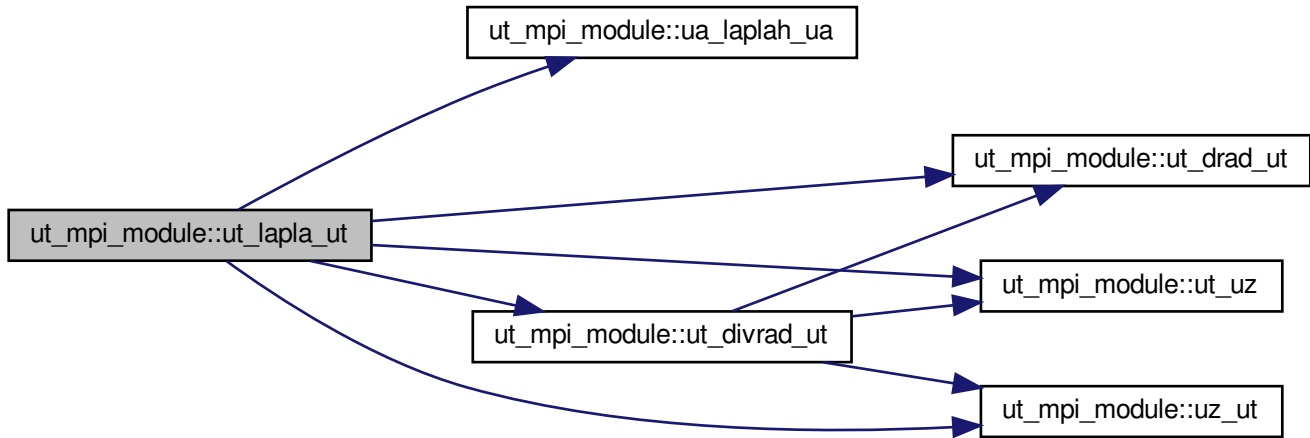 ut_mpi_module::ua_laplah_ua
ut_mpi_module::ut_drad_ut
ut_mpi_module::ut_lapla_ut
ut_mpi_module::ut_uz
ut_mpi_module::ut_divrad_ut
ut_mpi_module::uz_ut